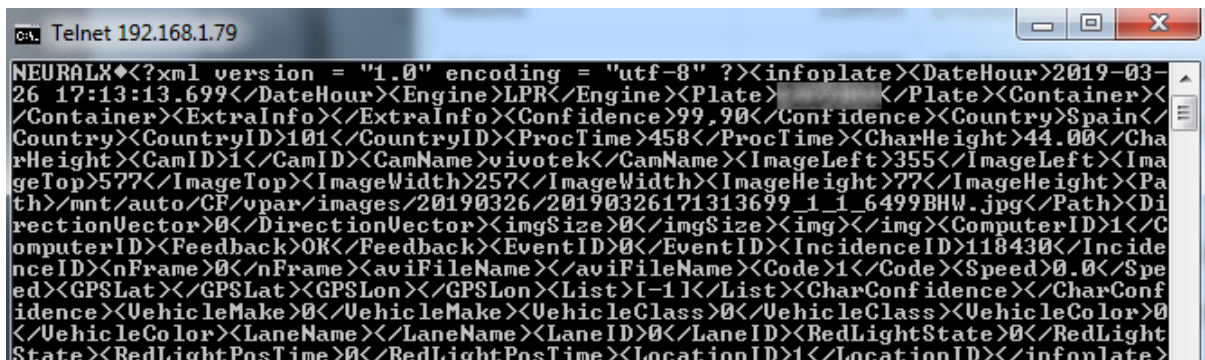 Telnet 192.168.1.79
NEURALX♦<?xml version = "1.0" encoding = "utf-8" ?><infoplate><DateHour>2019-03-
26 17:13:13.699</DateHour><Engine>LPR</Engine><Plate></Plate><Container><
/Container><ExtraInfo></ExtraInfo><Confidence>99,90</Confidence><Country>Spain</
Country><CountryID>101</CountryID><ProcTime>458</ProcTime><CharHeight>44.00</Cha
rHeight><CamID>1</CamID><CamName>vivotek</CamName><ImageLeft>355</ImageLeft><Ima
geTop>577</ImageTop><ImageWidth>257</ImageWidth><ImageHeight>77</ImageHeight><Pa
th>/mnt/auto/CF/vpar/images/20190326/20190326171313699_1_1_6499BHW.jpg</Path><Di
rectionVector>0</DirectionVector><imgSize>0</imgSize><img></img><ComputerID>1</C
omputerID><Feedback>OK</Feedback><EventID>0</EventID><IncidenceID>118430</Incide
nceID><nFrame>0</nFrame><aviFileName></aviFileName><Code>1</Code><Speed>0.0</Spe
ed><GPSLat></GPSLat><GPSLon></GPSLon><List>[-1]</List><CharConfidence></CharConf
idence><VehicleMake>0</VehicleMake><VehicleClass>0</VehicleClass><VehicleColor>0
</VehicleColor><LaneName></LaneName><LaneID>0</LaneID><RedLightState>0</RedLight
State><RedLightPosTime>0</RedLightPosTime><LocationID>1</LocationID></infoplate>